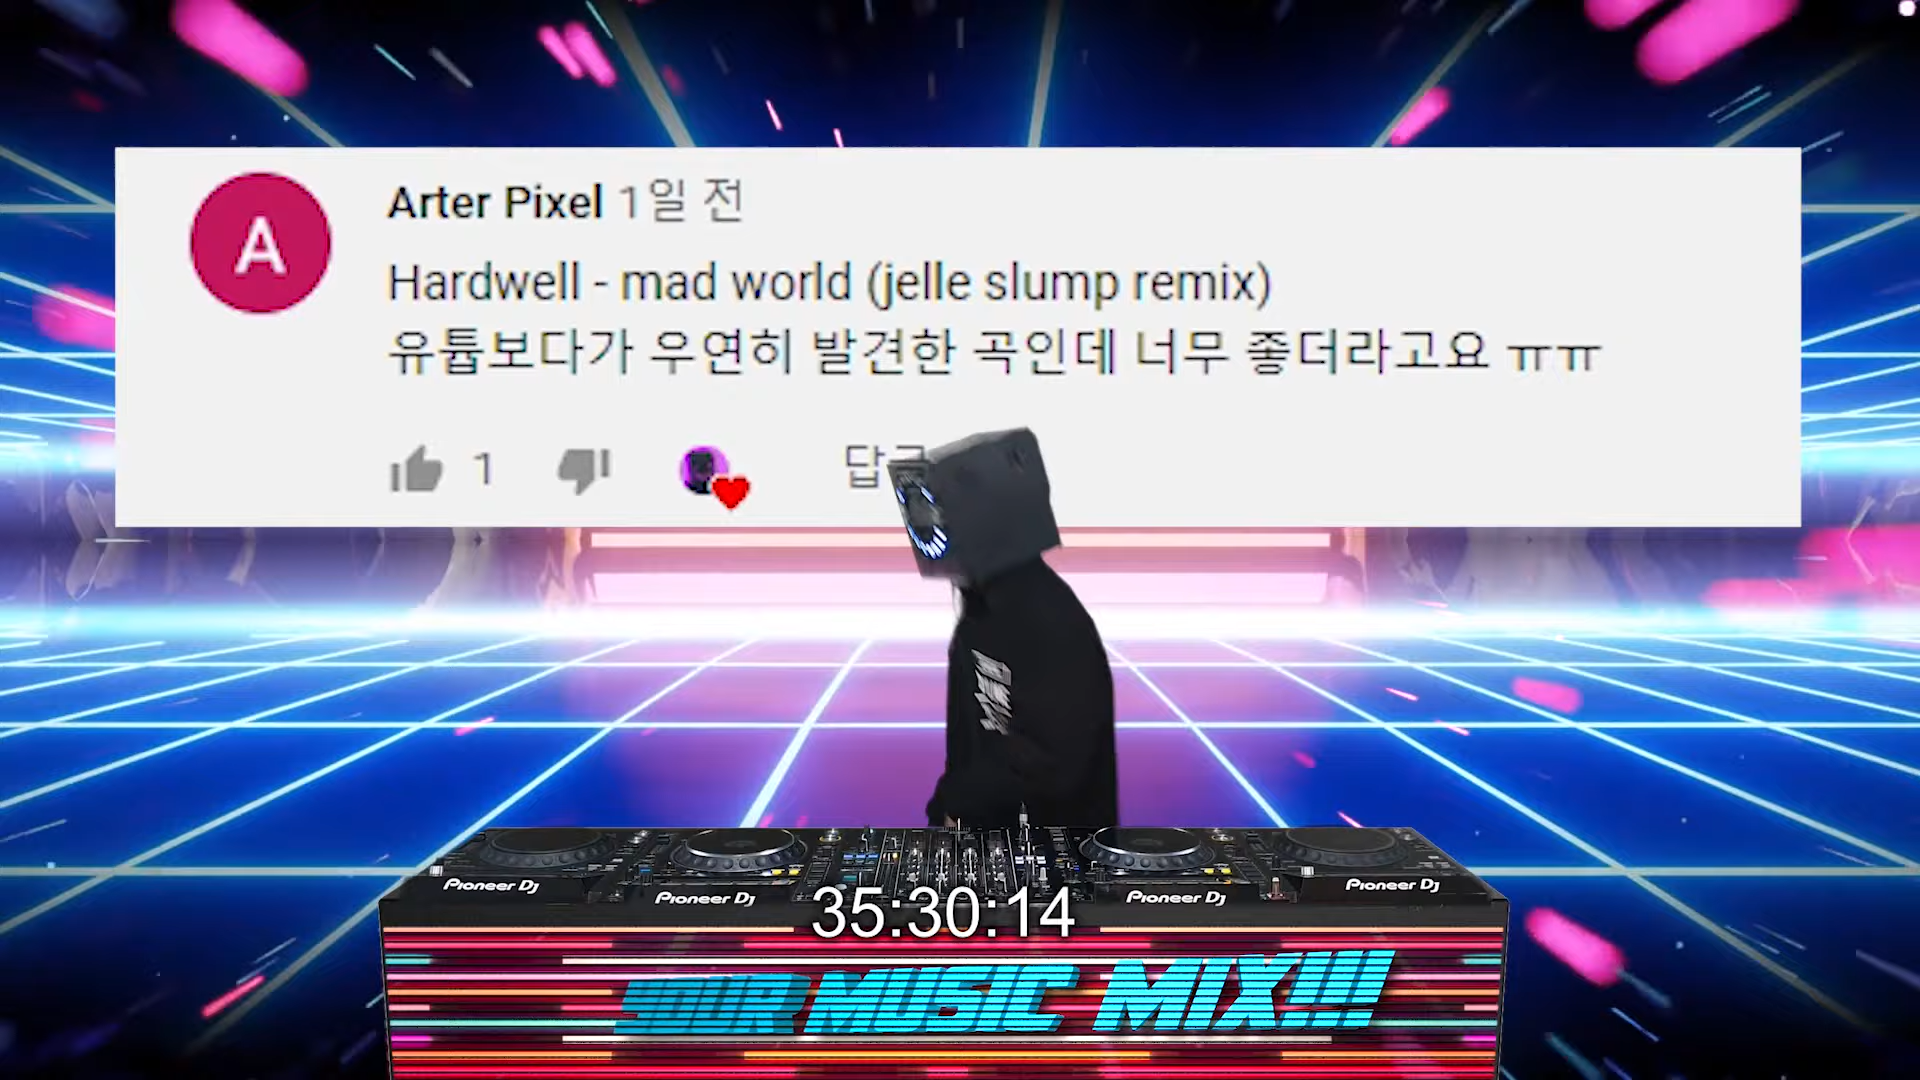 A
Arter Pixel 1일 전
Hardwell - mad world (jelle slump remix)
유튭보다가 우연히 발견한 곡인데 너무 좋더라고요 ㅠㅠ
1
Pioneer DJ
Pioneer DJ
Pioneer DJ
Pioneer DJ
35:30:14
YOUR MUSIC MIX!!!